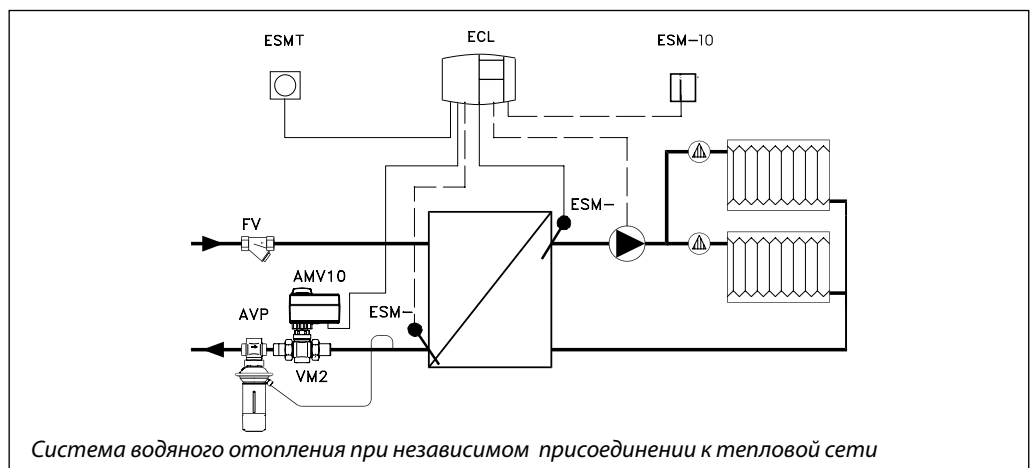 ESMT
ECL
ESM-10
FV
ESM-
AMV10
AVP
ESM-
VM2
Система водяного отопления при независимом присоединении к тепловой сети